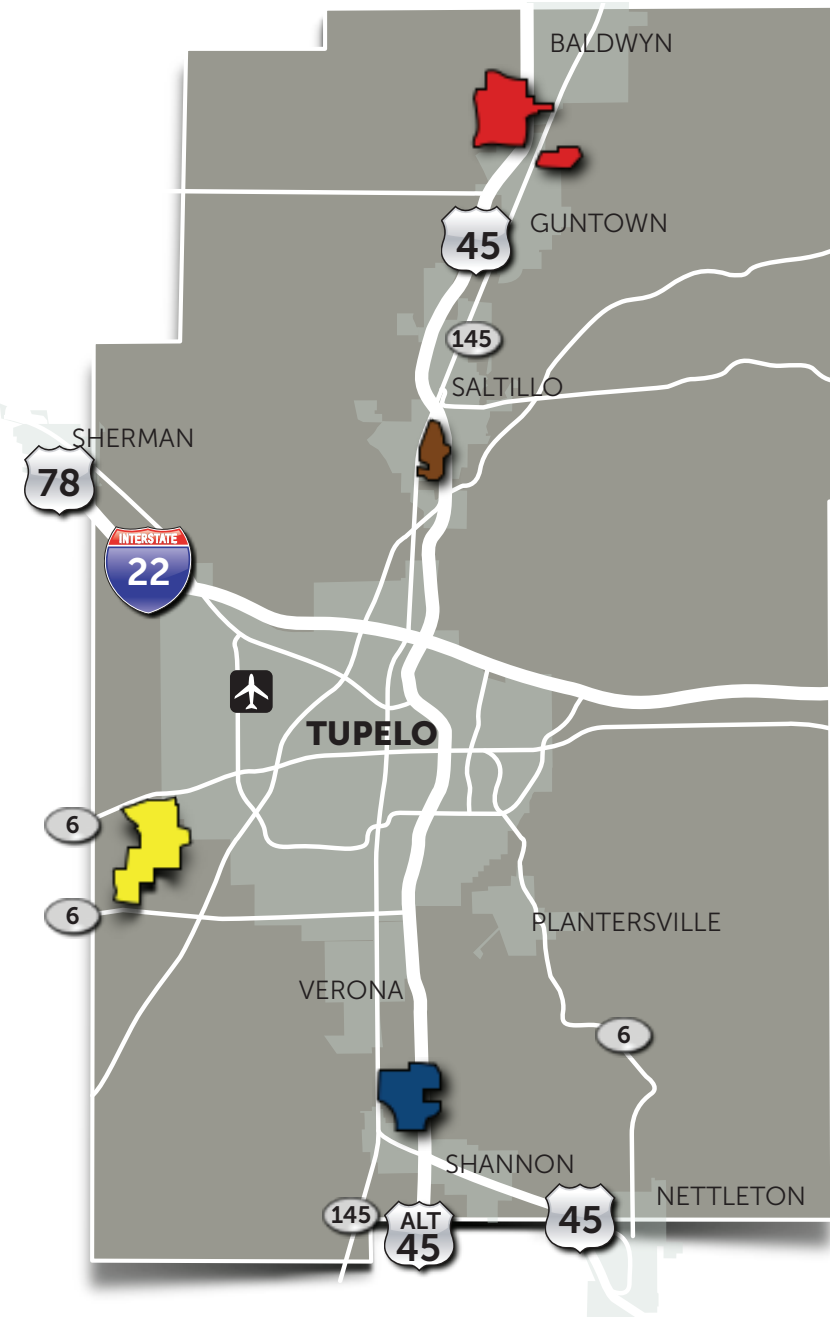 BALDWYN
GUNTOWN
45
145
SALTILLO
SHERMAN
78
INTERSTATE
22
TUPELO
6
6
PLANTERSVILLE
VERONA
6
SHANNON
NETTLETON
145
ALT
45
45